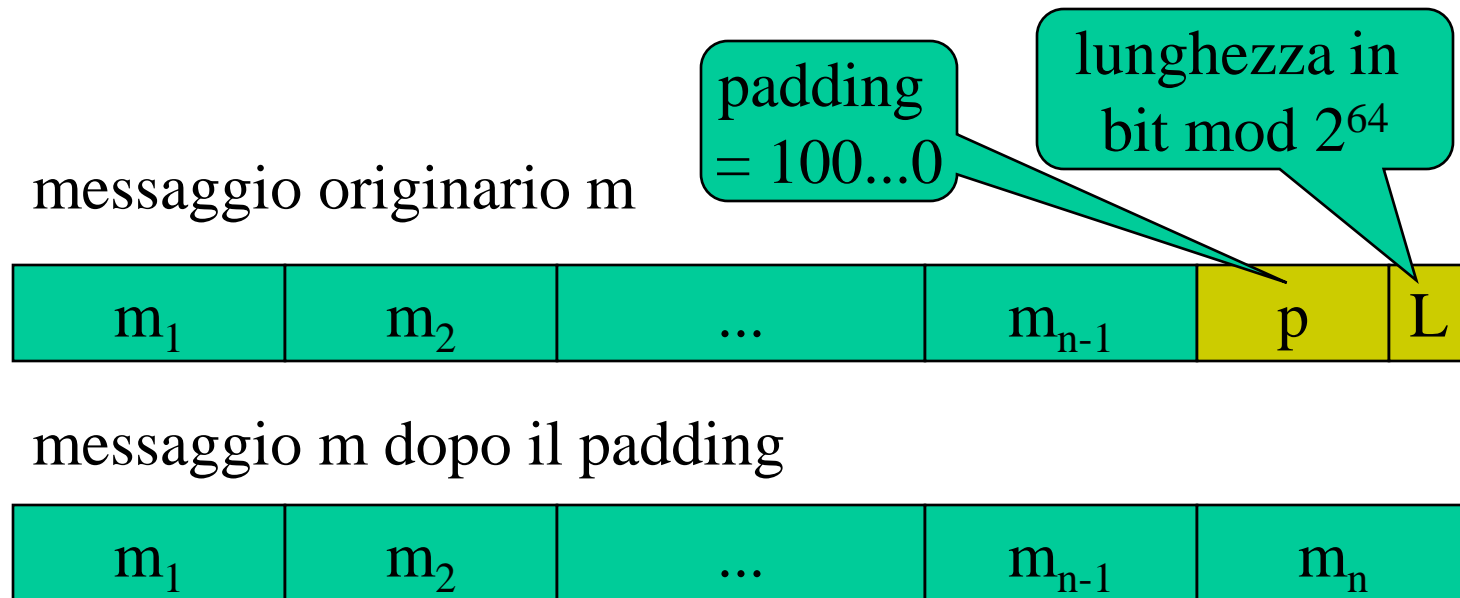 padding
= 100...0
lunghezza in
bit mod 2⁶⁴
messaggio originario m
m₁ m₂ ... mₙ₋₁ p L
messaggio m dopo il padding
m₁ m₂ ... mₙ₋₁ mₙ